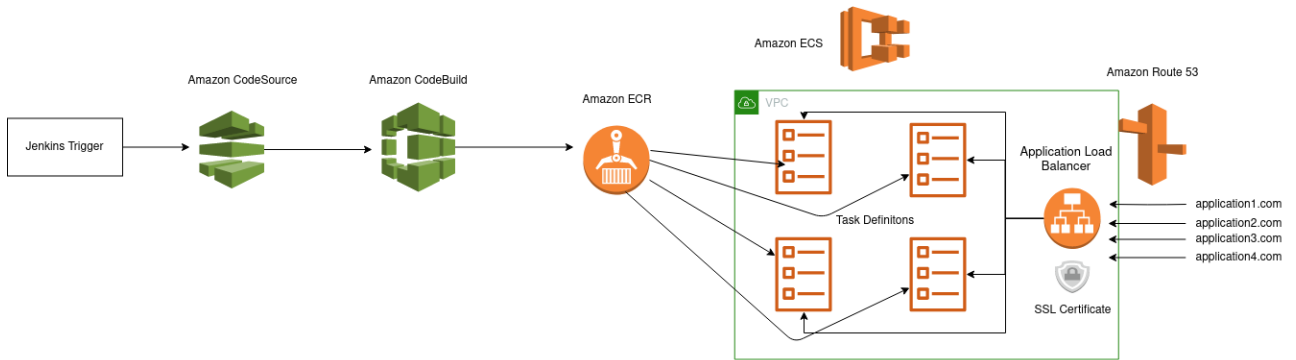 Amazon ECS
Amazon CodeSource
Amazon CodeBuild
Amazon Route 53
Amazon ECR
VPC
Jenkins Trigger
Application Load
Balancer
application1.com
Task Definitons
application2.com
application3.com
application4.com
SSL Certificate